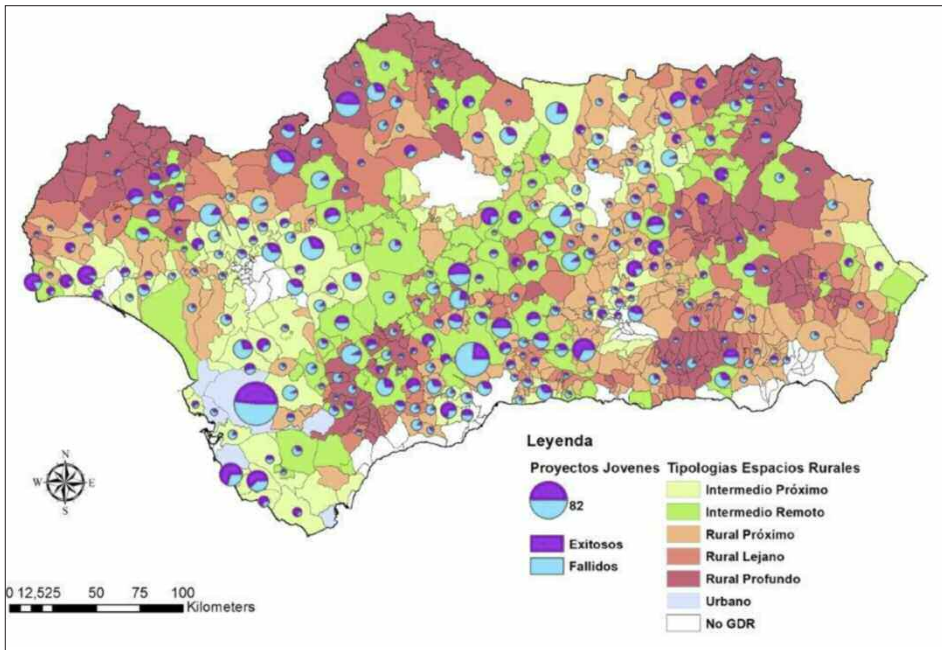 Leyenda
Proyectos Jovenes
82
Exitosos
Fallidos
Tipologias Espacios Rurales
Intermedio Próximo
Intermedio Remoto
Rural Próximo
Rural Lejano
Rural Profundo
Urbano
No GDR
N
W E
S
0 12,525 50 75 100
Kilometers